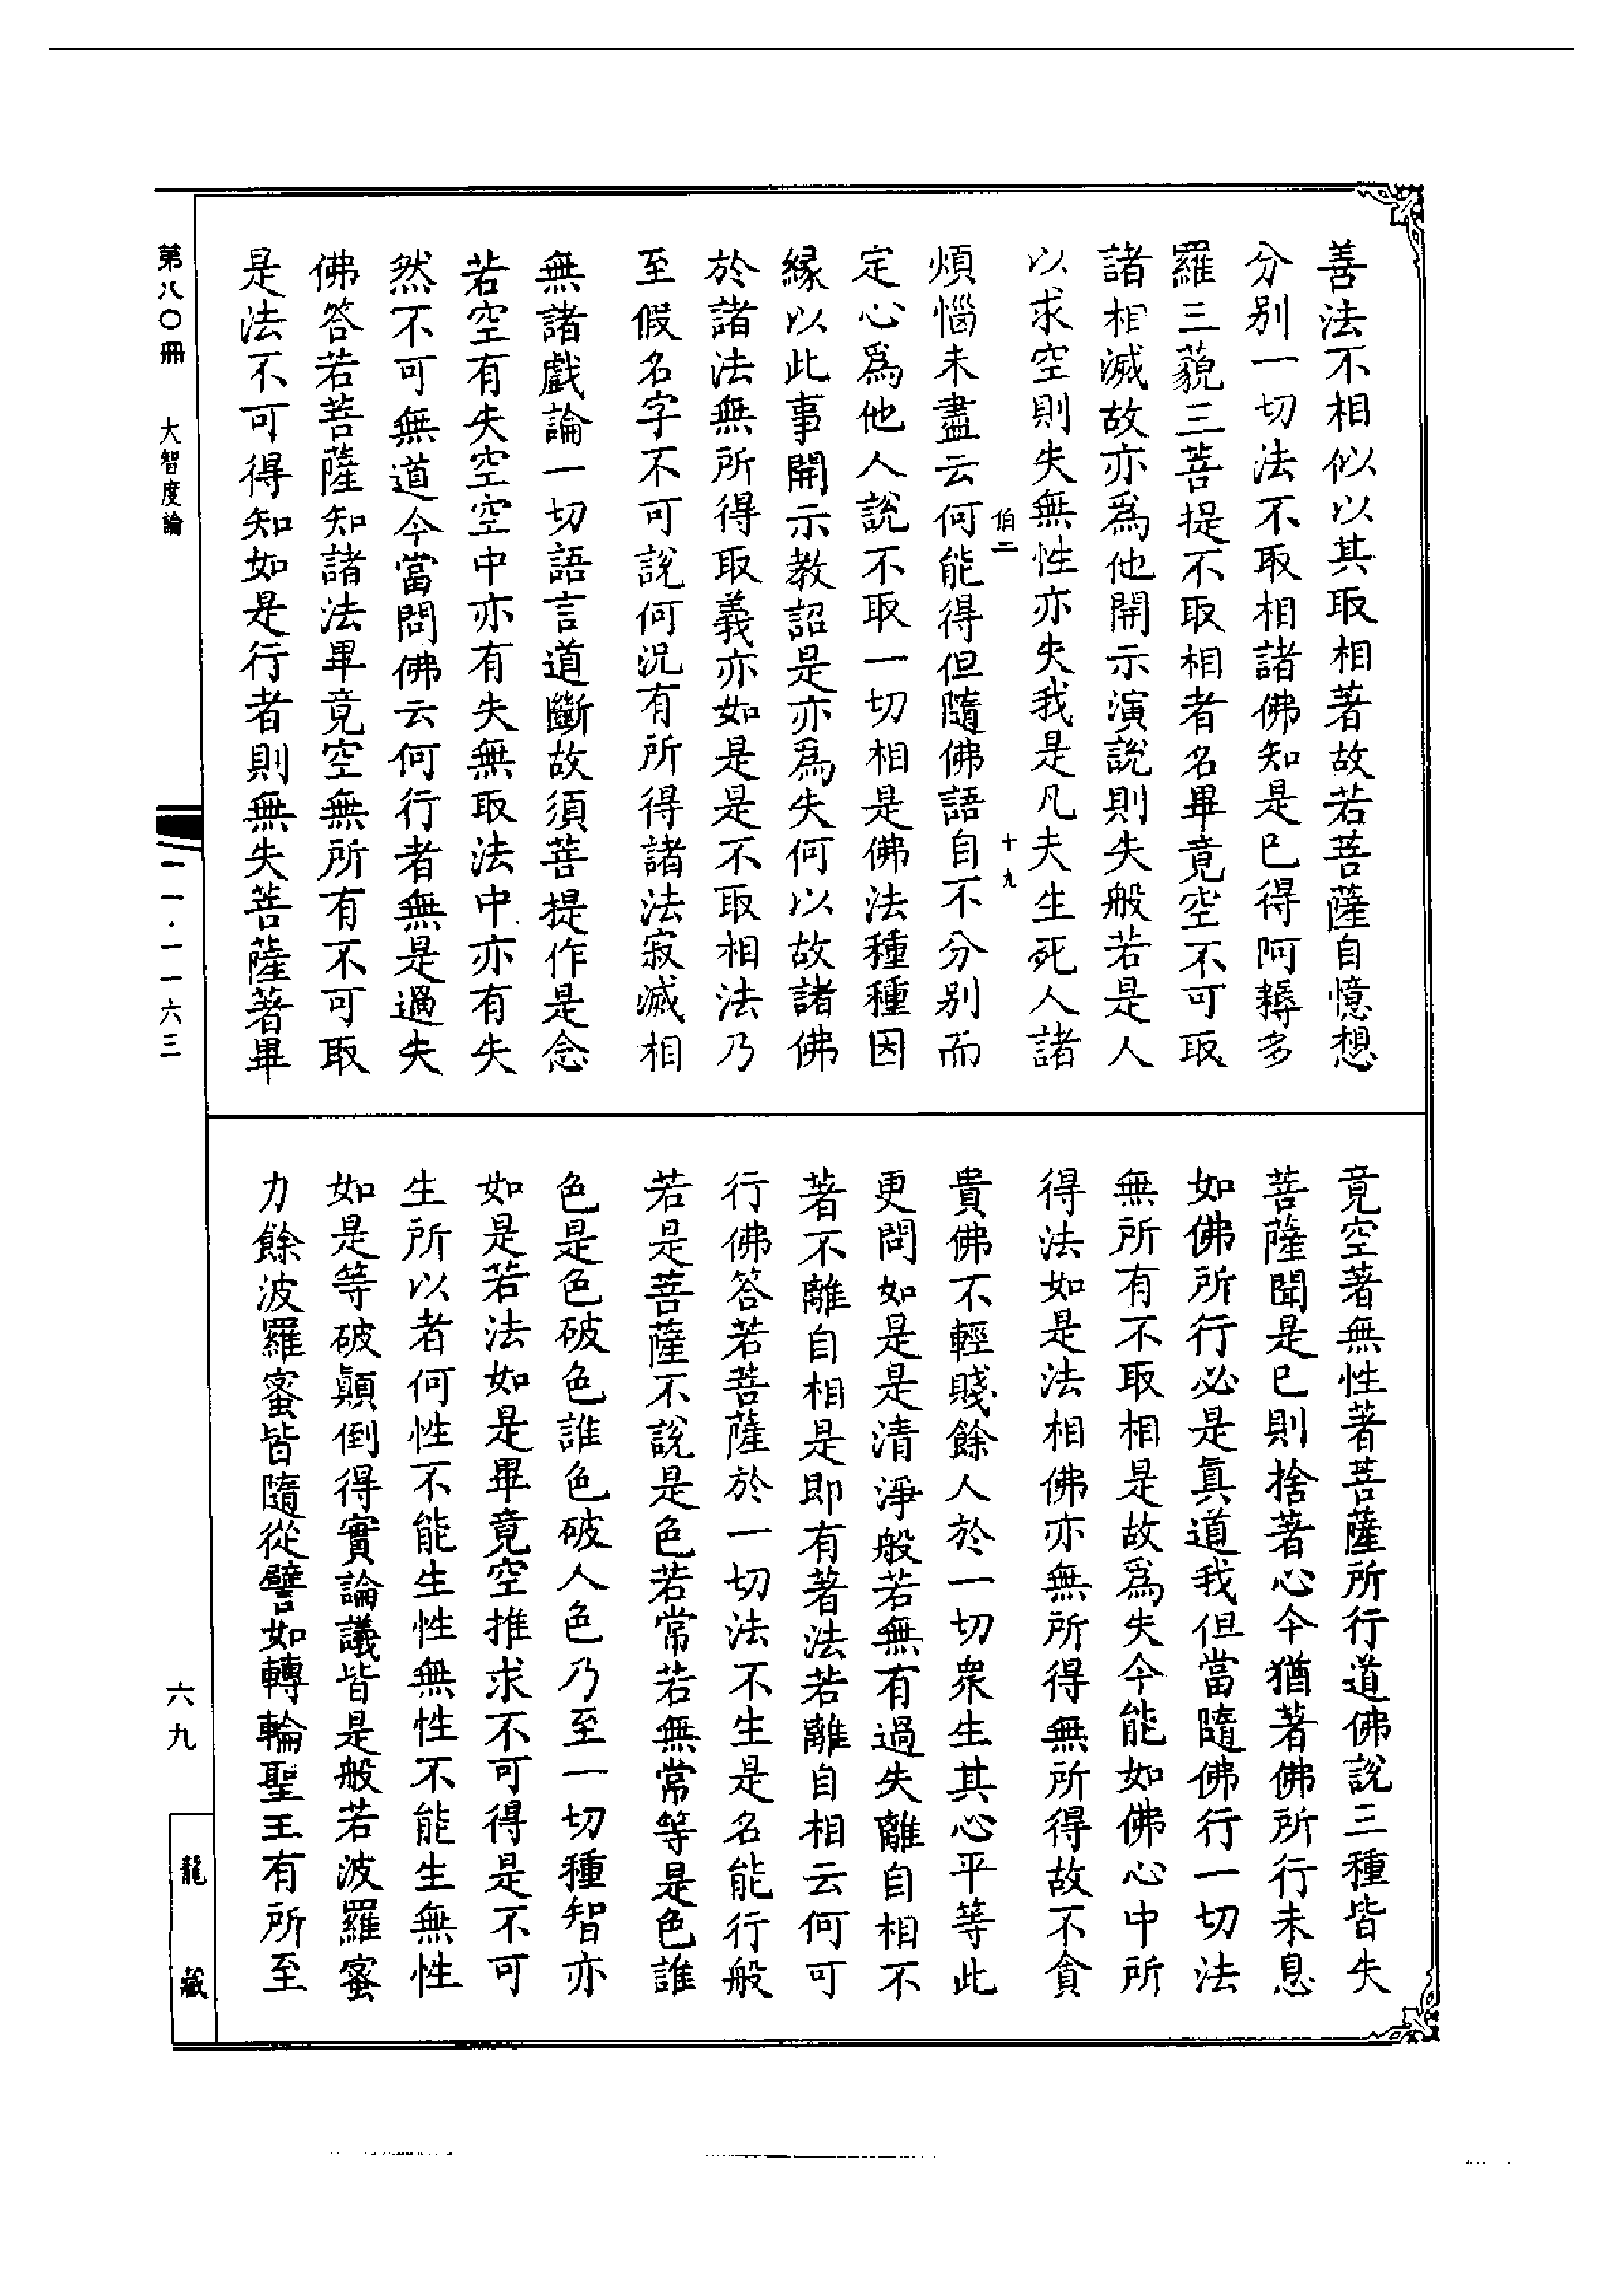 善法不相似以其取相著故若菩薩自憶想
分别一切法不取相諸佛知是已得阿耨多
羅三藐三菩提不取相者名畢竟空不可取
諸相滅故亦爲他開示演說則失般若是人
以求空則失無性亦失我是凡夫生死人諸
伯二 十九
煩惱未盡云何能得但隨佛語自不分别而
定心爲他人說不取一切相是佛法種種因
緣以此事開示教詔是亦爲失何以故諸佛
於諸法無所得取義亦如是是不取相法乃
至假名字不可說何況有所得諸法寂滅相
無諸戲論一切語言道斷故須菩提作是念
若空有失空空中亦有失無取法中亦有失
然不可無道今當問佛云何行者無是過失
佛答若菩薩知諸法畢竟空無所有不可取
是法不可得知如是行者則無失菩薩著畢
竟空著無性著菩薩所行道佛說三種皆失
菩薩聞是已則捨著心今猶著佛所行未息
如佛所行必是真道我但當隨佛行一切法
無所有不取相是故爲失今能如佛心中所
得法如是法相佛亦無所得無所得故不貪
貴佛不輕賤餘人於一切衆生其心平等此
更問如是是清淨般若無有過失離自相不
著不離自相是即有著法若離自相云何可
行佛答若菩薩於一切法不生是名能行般
若是菩薩不說是色若常若無常等是色誰
色是色破色誰色破人色乃至一切種智亦
如是若法如是畢竟空推求不可得是不可
生所以者何性不能生性無性不能生無性
如是等破顛倒得實論議皆是般若波羅蜜
力餘波羅蜜皆隨從譬如轉輪聖王有所至
第八〇冊 大智度論 一一·一一六三 六九 龍藏